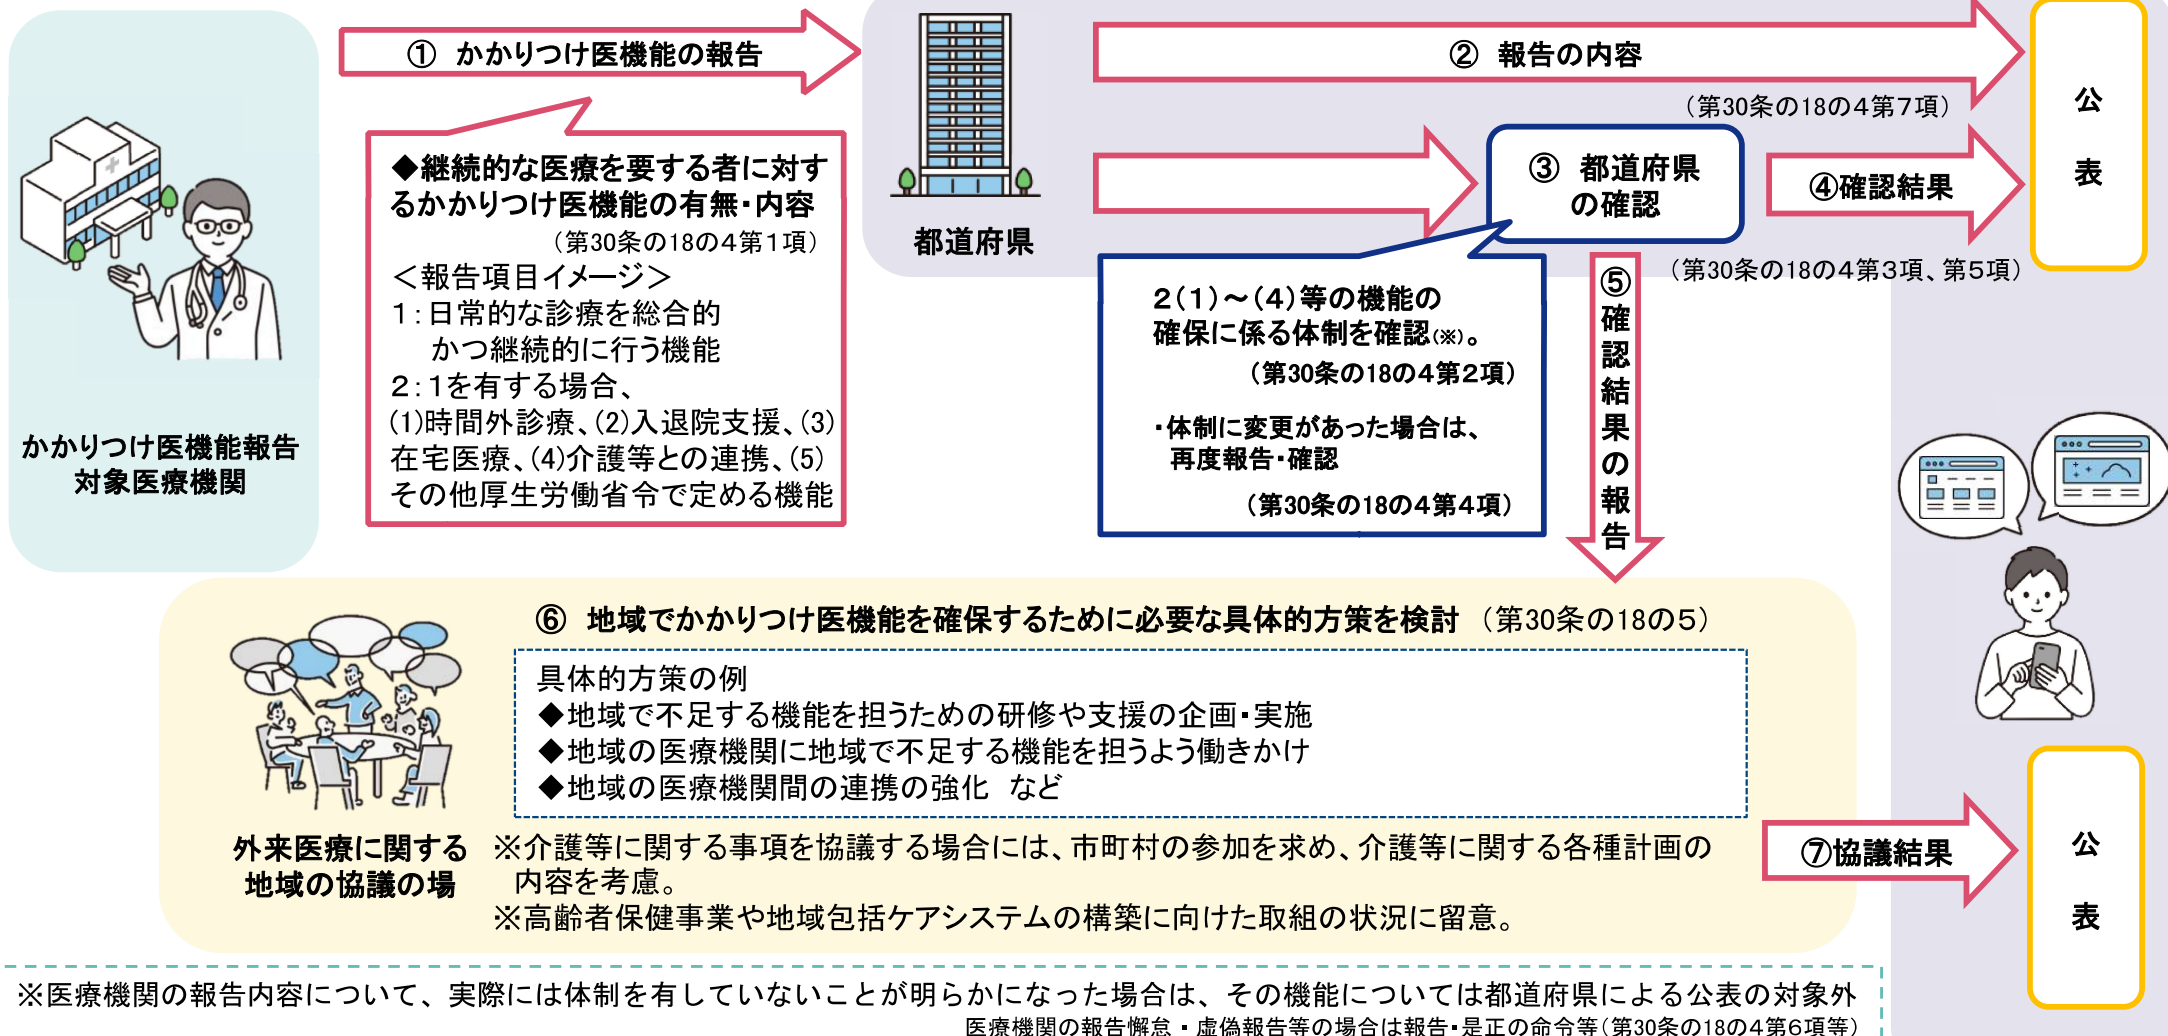 ① かかりつけ医機能の報告
◆継続的な医療を要する者に対す
るかかりつけ医機能の有無・内容
（第30条の18の４第１項）
＜報告項目イメージ＞
１：日常的な診療を総合的
かつ継続的に行う機能
２：１を有する場合、
(1)時間外診療、(2)入退院支援、(3)
在宅医療、(4)介護等との連携、(5)
その他厚生労働省令で定める機能
かかりつけ医機能報告
対象医療機関
都道府県
② 報告の内容
（第30条の18の４第７項）
③ 都道府県
の確認
④確認結果
（第30条の18の４第３項、第５項）
公
表
２（１）～（４）等の機能の
確保に係る体制を確認(※)。
（第30条の18の４第２項）
・体制に変更があった場合は、
再度報告・確認
（第30条の18の４第４項）
⑤確認結果の報告
⑥ 地域でかかりつけ医機能を確保するために必要な具体的方策を検討 （第30条の18の５）
具体的方策の例
◆地域で不足する機能を担うための研修や支援の企画・実施
◆地域の医療機関に地域で不足する機能を担うよう働きかけ
◆地域の医療機関間の連携の強化 など
外来医療に関する
地域の協議の場
※介護等に関する事項を協議する場合には、市町村の参加を求め、介護等に関する各種計画の
内容を考慮。
※高齢者保健事業や地域包括ケアシステムの構築に向けた取組の状況に留意。
⑦協議結果
公
表
※医療機関の報告内容について、実際には体制を有していないことが明らかになった場合は、その機能については都道府県による公表の対象外
医療機関の報告懈怠・虚偽報告等の場合は報告・是正の命令等（第30条の18の４第６項等）